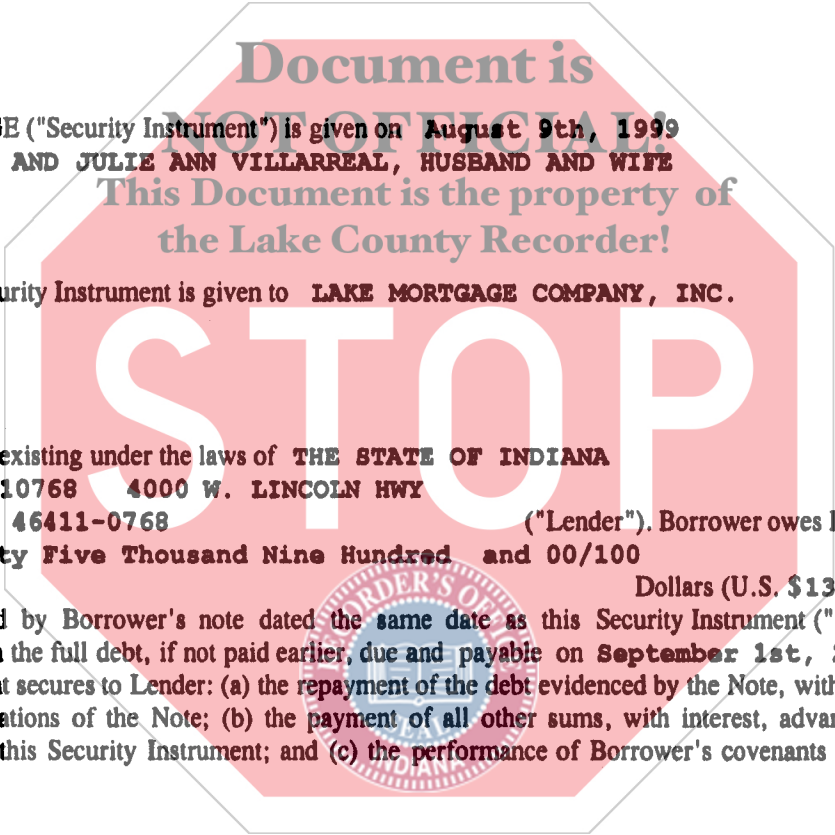 Document is
NOT OFFICIAL!
GE ("Security Instrument") is given on August 9th, 1999
AND JULIE ANN VILLARREAL, HUSBAND AND WIFE
This Document is the property of
the Lake County Recorder!
urity Instrument is given to LAKE MORTGAGE COMPANY, INC.
STOP
existing under the laws of THE STATE OF INDIANA
10768 4000 W. LINCOLN HWY
46411-0768 ("Lender"). Borrower owes
ty Five Thousand Nine Hundred and 00/100
Dollars (U.S. $13
d by Borrower's note dated the same date as this Security Instrument ("
the full debt, if not paid earlier, due and payable on September 1st,
t secures to Lender: (a) the repayment of the debt evidenced by the Note, with
ations of the Note; (b) the payment of all other sums, with interest, advan
this Security Instrument; and (c) the performance of Borrower's covenants
RECORDER'S OFFICE
SEAL
INDIANA